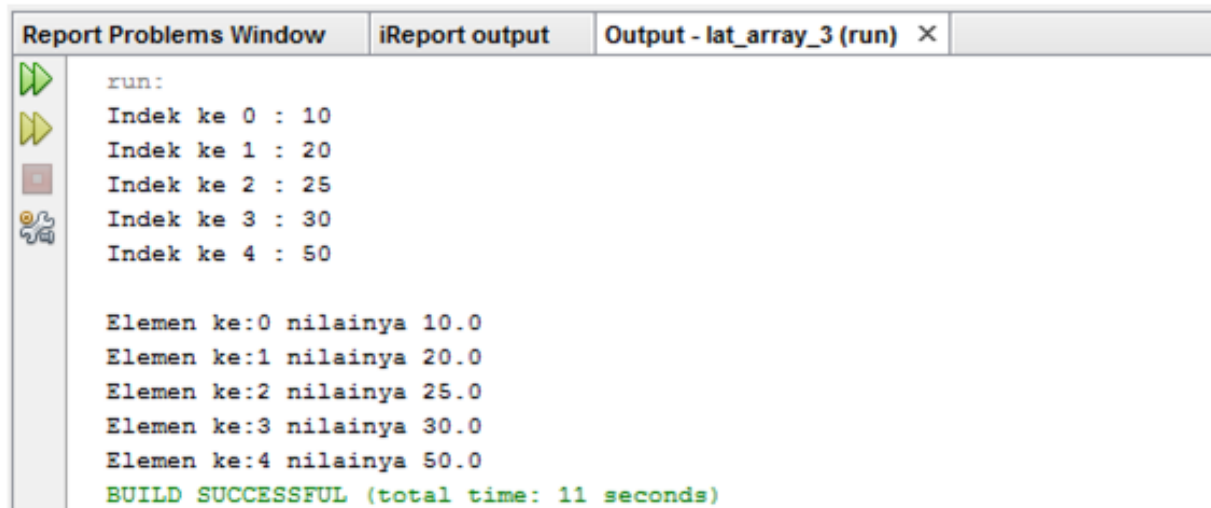 Report Problems Window iReport output Output - lat_array_3 (run) ×
run:
Indek ke 0 : 10
Indek ke 1 : 20
Indek ke 2 : 25
Indek ke 3 : 30
Indek ke 4 : 50
Elemen ke:0 nilainya 10.0
Elemen ke:1 nilainya 20.0
Elemen ke:2 nilainya 25.0
Elemen ke:3 nilainya 30.0
Elemen ke:4 nilainya 50.0
BUILD SUCCESSFUL (total time: 11 seconds)